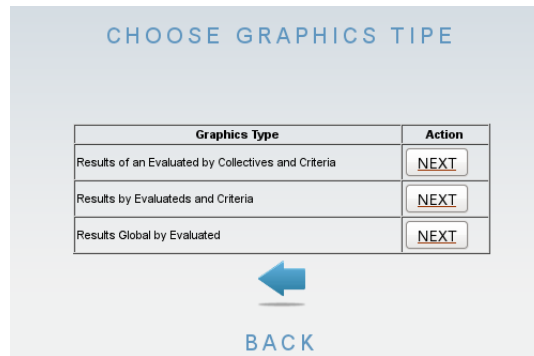 CHOOSE GRAPHICS TIPE
Graphics Type Action
Results of an Evaluated by Collectives and Criteria NEXT
Results by Evaluateds and Criteria NEXT
Results Global by Evaluated NEXT
BACK